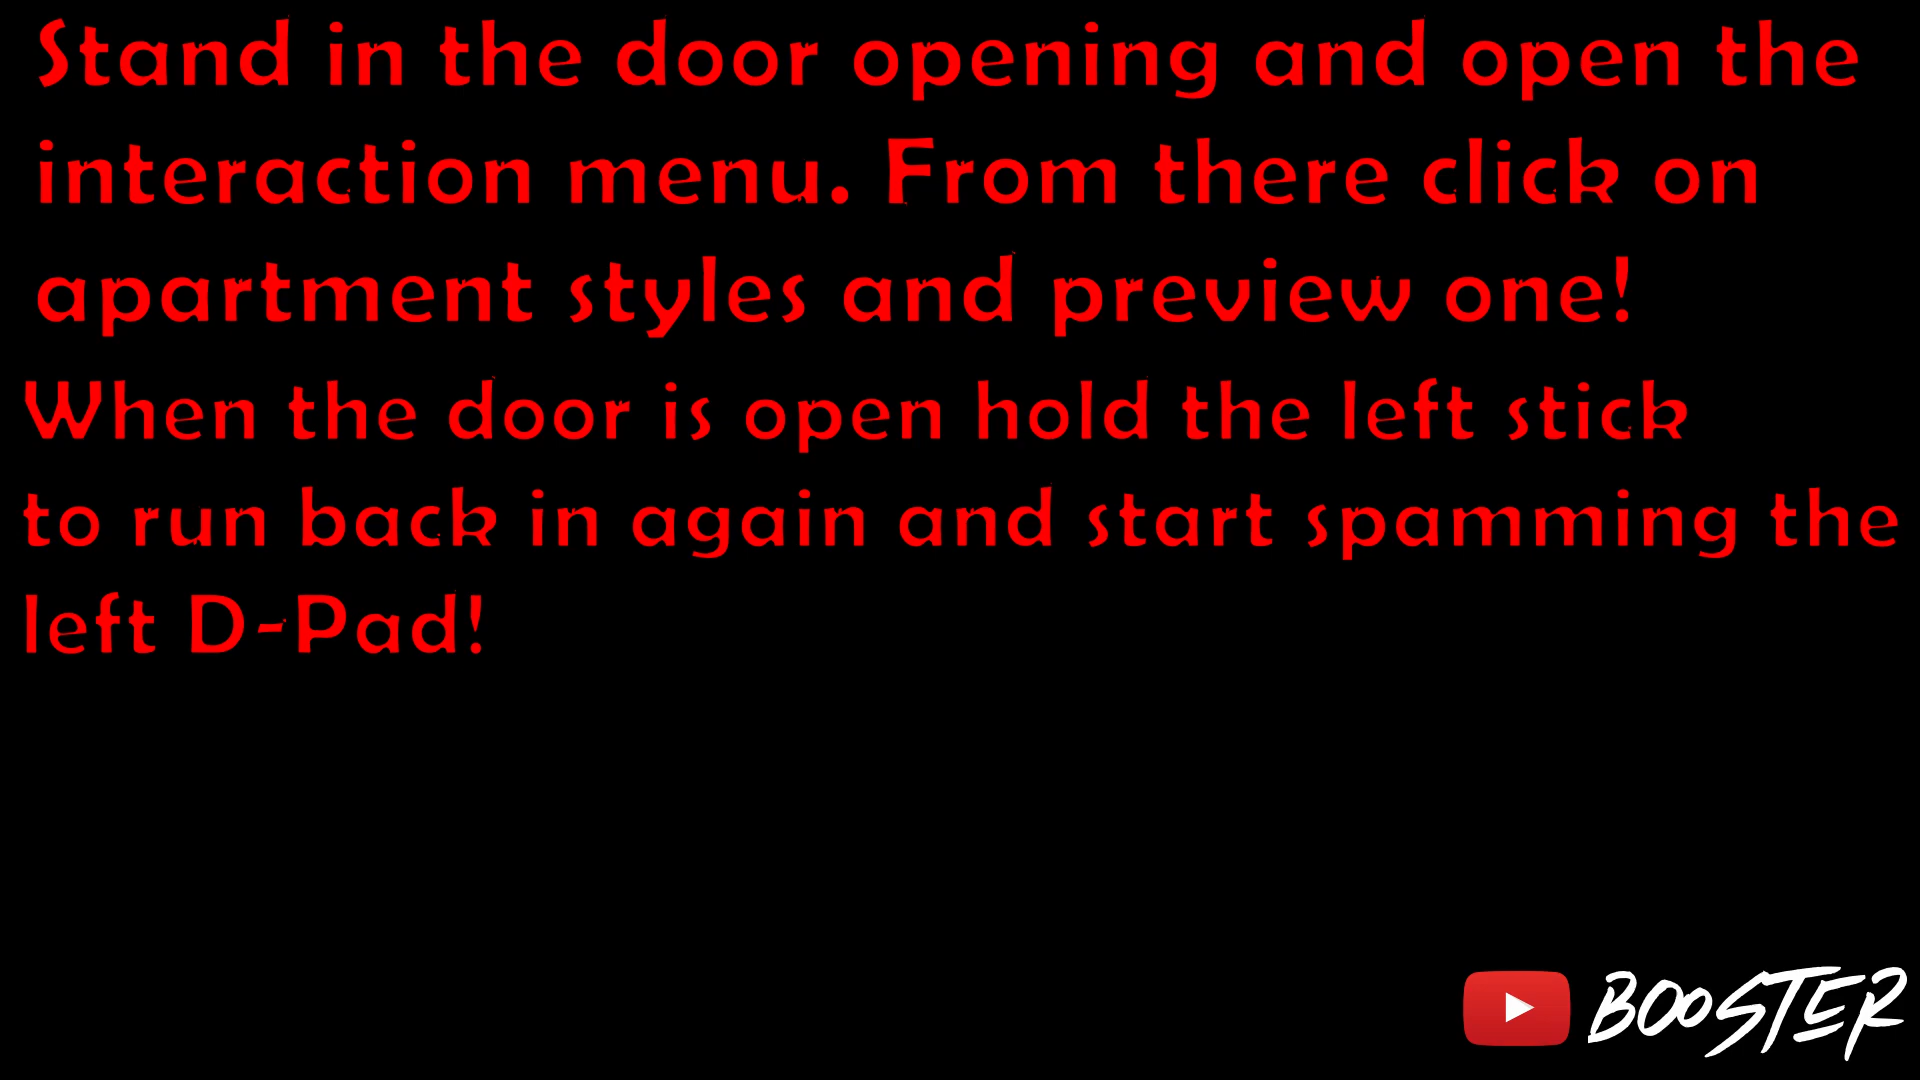 Stand in the door opening and open the
interaction menu. From there click on
apartment styles and preview one!
When the door is open hold the left stick
to run back in again and start spamming the
left D-Pad!
BOOSTER